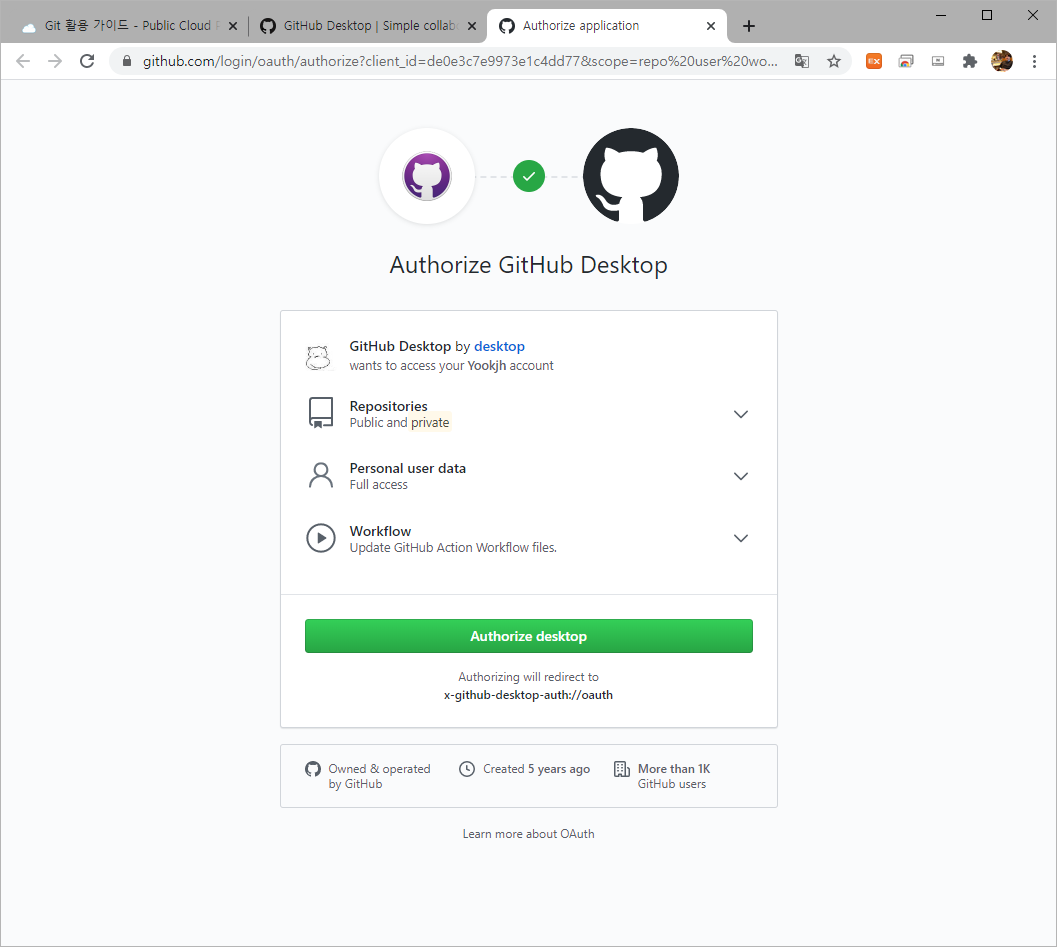 Git 활용 가이드 - Public Cloud P
GitHub Desktop | Simple collab
Authorize application
github.com/login/oauth/authorize?client_id=de0e3c7e9973e1c4dd77&scope=repo%20user%20wo...
Authorize GitHub Desktop
GitHub Desktop by desktop
wants to access your Yookjh account
Repositories
Public and private
Personal user data
Full access
Workflow
Update GitHub Action Workflow files.
Authorize desktop
Authorizing will redirect to
x-github-desktop-auth://oauth
Owned & operated
by GitHub
Created 5 years ago
More than 1K
GitHub users
Learn more about OAuth